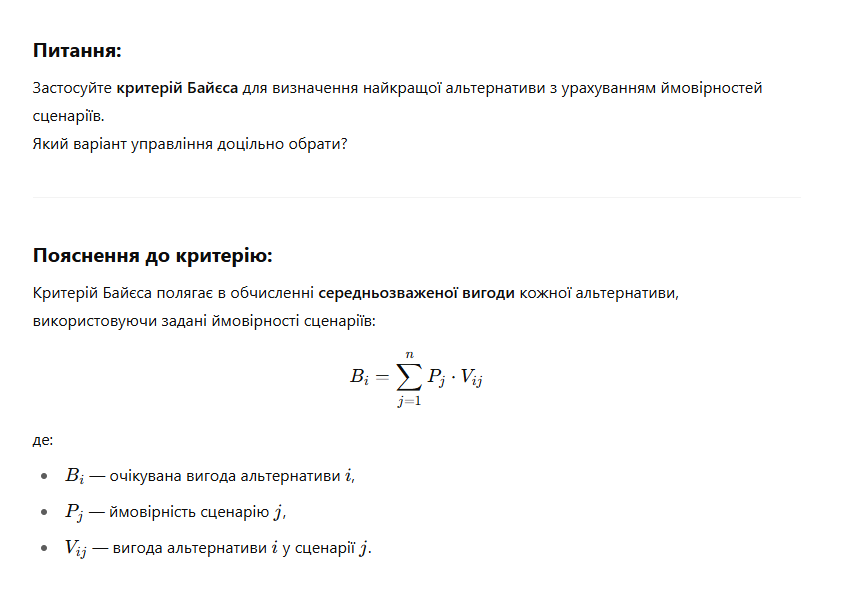 Питання:
Застосуйте критерій Байєса для визначення найкращої альтернативи з урахуванням ймовірностей
сценаріїв.
Який варіант управління доцільно обрати?
Пояснення до критерію:
Критерій Байєса полягає в обчисленні середньозваженої вигоди кожної альтернативи,
використовуючи задані ймовірності сценаріїв:
$B_i = \sum_{j=1}^{n} P_j \cdot V_{ij}$
де:
• $B_i$ — очікувана вигода альтернативи $i$,
• $P_j$ — ймовірність сценарію $j$,
• $V_{ij}$ — вигода альтернативи $i$ у сценарії $j$.